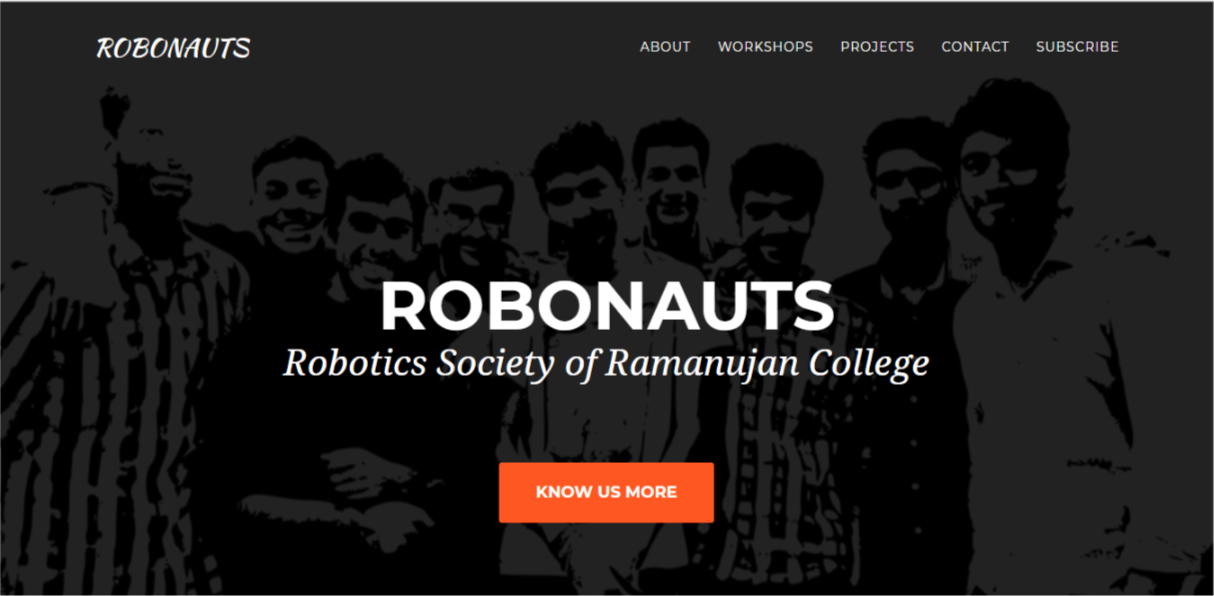 ROBONAUTS
ABOUT WORKSHOPS PROJECTS CONTACT SUBSCRIBE
ROBONAUTS
Robotics Society of Ramanujan College
KNOW US MORE